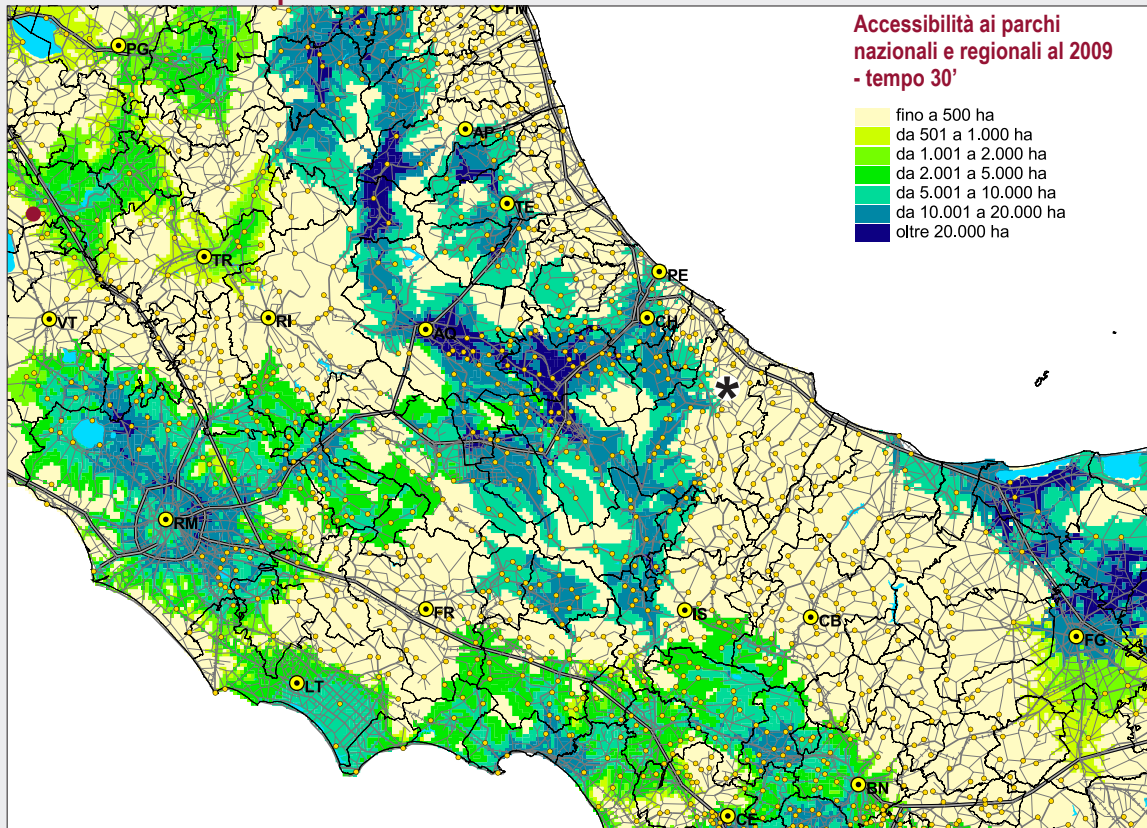 Accessibilità ai parchi
nazionali e regionali al 2009
- tempo 30’
fino a 500 ha
da 501 a 1.000 ha
da 1.001 a 2.000 ha
da 2.001 a 5.000 ha
da 5.001 a 10.000 ha
da 10.001 a 20.000 ha
oltre 20.000 ha
FM
PG
AP
TE
TR
PE
VT
RI
AQ
CH
*
RM
FR
IS
CB
FG
LT
BN
CE